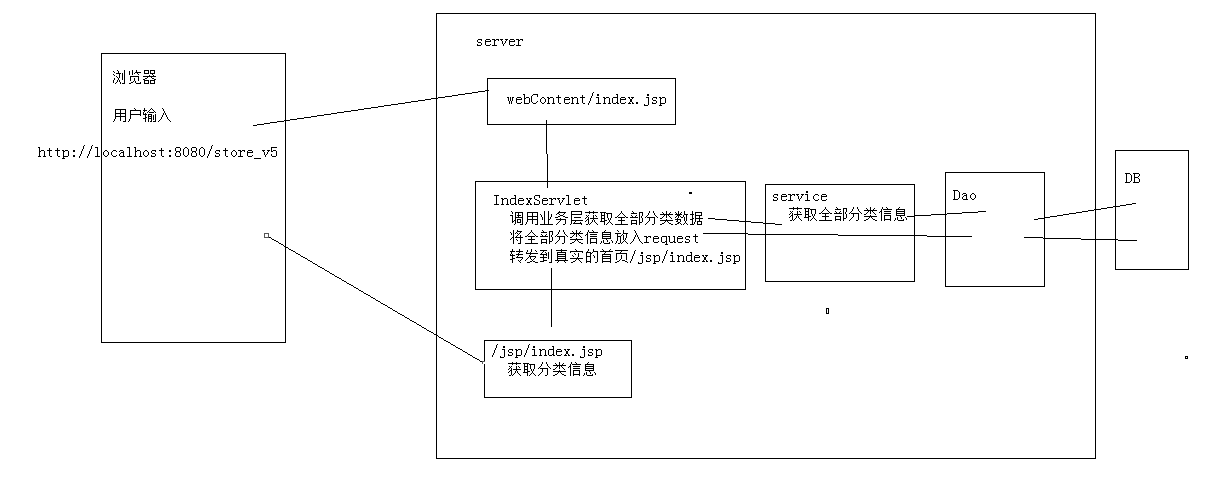 浏览器
用户输入
http://localhost:8080/store_v5
server
webContent/index.jsp
IndexServlet
调用业务层获取全部分类数据
将全部分类信息放入request
转发到真实的首页/jsp/index.jsp
/jsp/index.jsp
获取分类信息
service
获取全部分类信息
Dao
DB